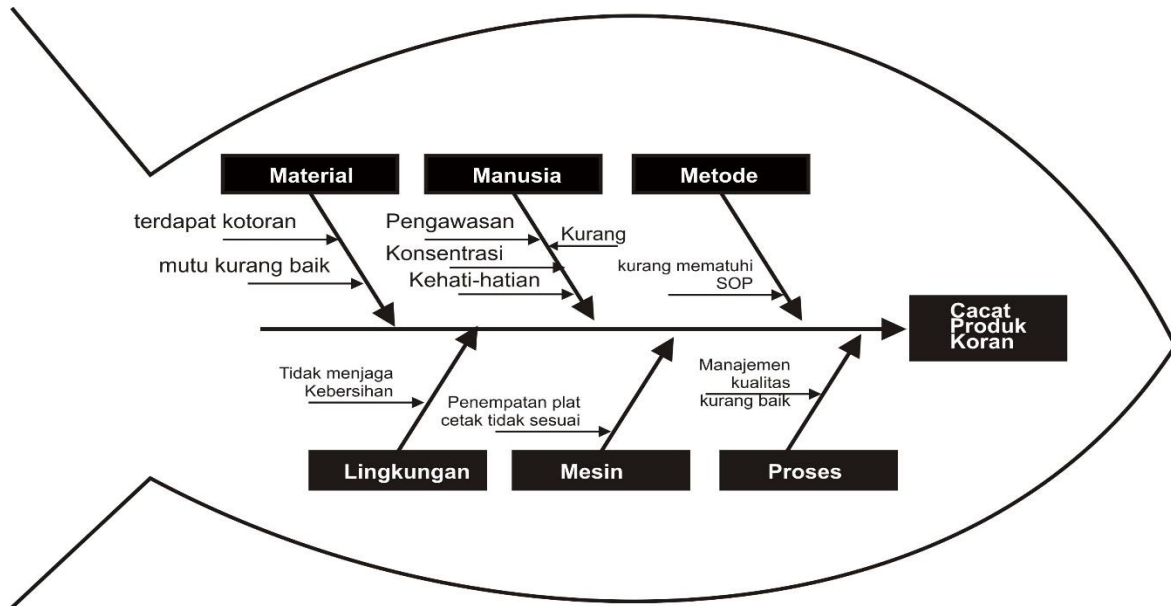 Material
Manusia
Metode
terdapat kotoran
mutu kurang baik
Pengawasan
Kurang
Konsentrasi
Kehati-hatian
kurang mematuhi
SOP
Cacat
Produk
Koran
Tidak menjaga
Kebersihan
Penempatan plat
cetak tidak sesuai
Manajemen
kualitas
kurang baik
Lingkungan
Mesin
Proses